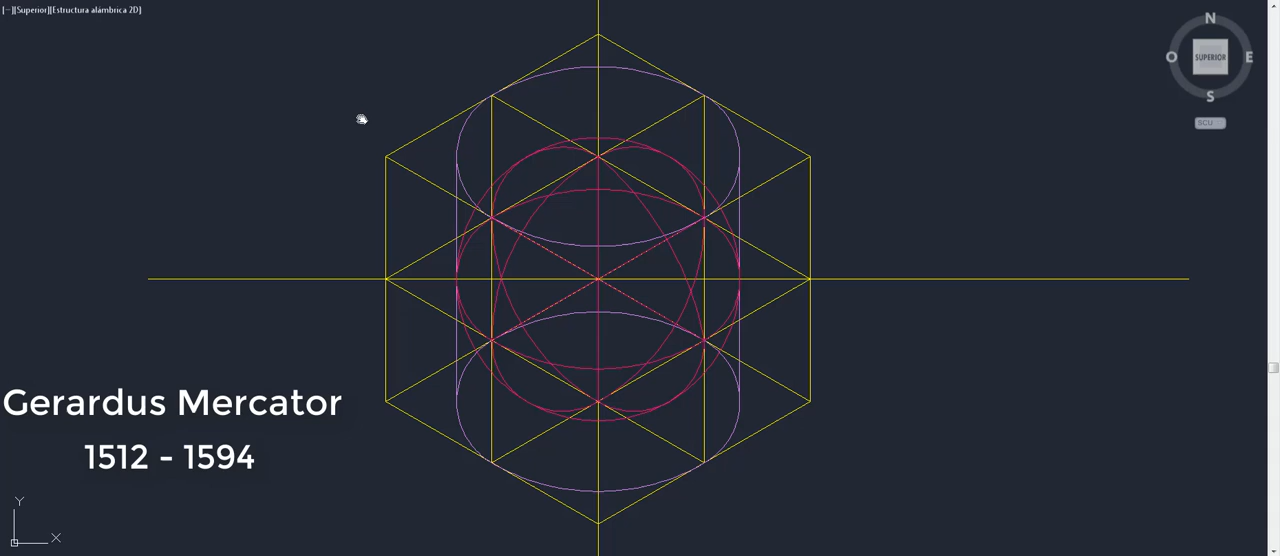 [−][Superior][Estructura alámbrica 2D]
N
O
SUPERIOR
E
S
SCU
Gerardus Mercator
1512 - 1594
Y
X